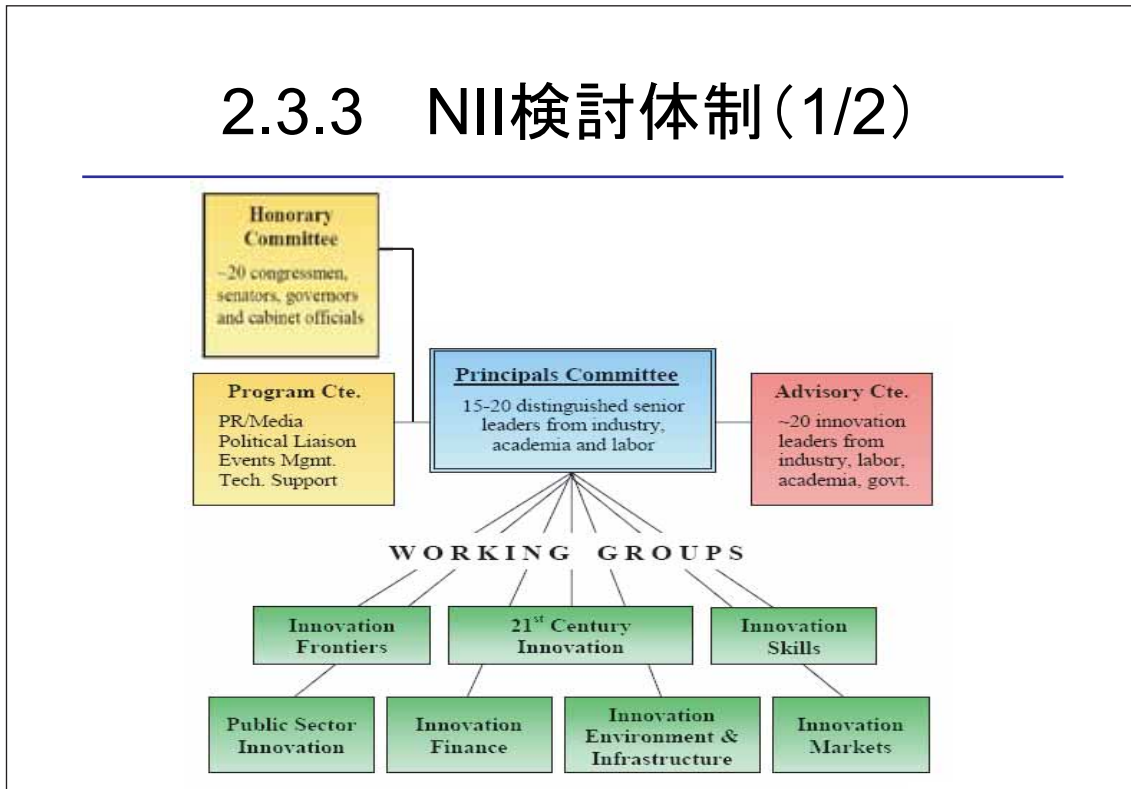 2.3.3　NII検討体制（1/2）
Honorary
Committee
~20 congressmen,
senators, governors
and cabinet officials
Program Cte.
PR/Media
Political Liaison
Events Mgmt.
Tech. Support
Principals Committee
15-20 distinguished senior
leaders from industry,
academia and labor
Advisory Cte.
~20 innovation
leaders from
industry, labor,
academia, govt.
WORKING GROUPS
Innovation
Frontiers
21st Century
Innovation
Innovation
Skills
Public Sector
Innovation
Innovation
Finance
Innovation
Environment &
Infrastructure
Innovation
Markets